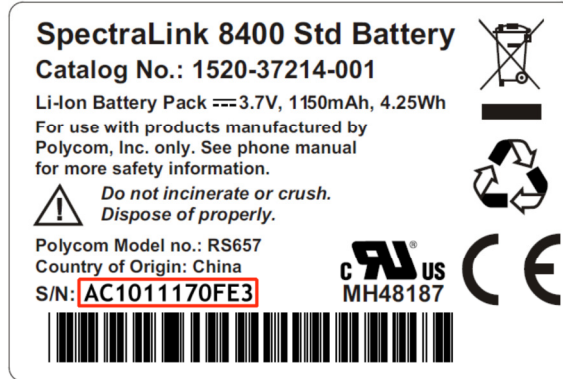 SpectraLink 8400 Std Battery
Catalog No.: 1520-37214-001
Li-Ion Battery Pack ⎓ 3.7V, 1150mAh, 4.25Wh
For use with products manufactured by
Polycom, Inc. only. See phone manual
for more safety information.
Do not incinerate or crush.
Dispose of properly.
Polycom Model no.: RS657
Country of Origin: China
S/N: AC1011170FE3
c RU ® US
MH48187
CE